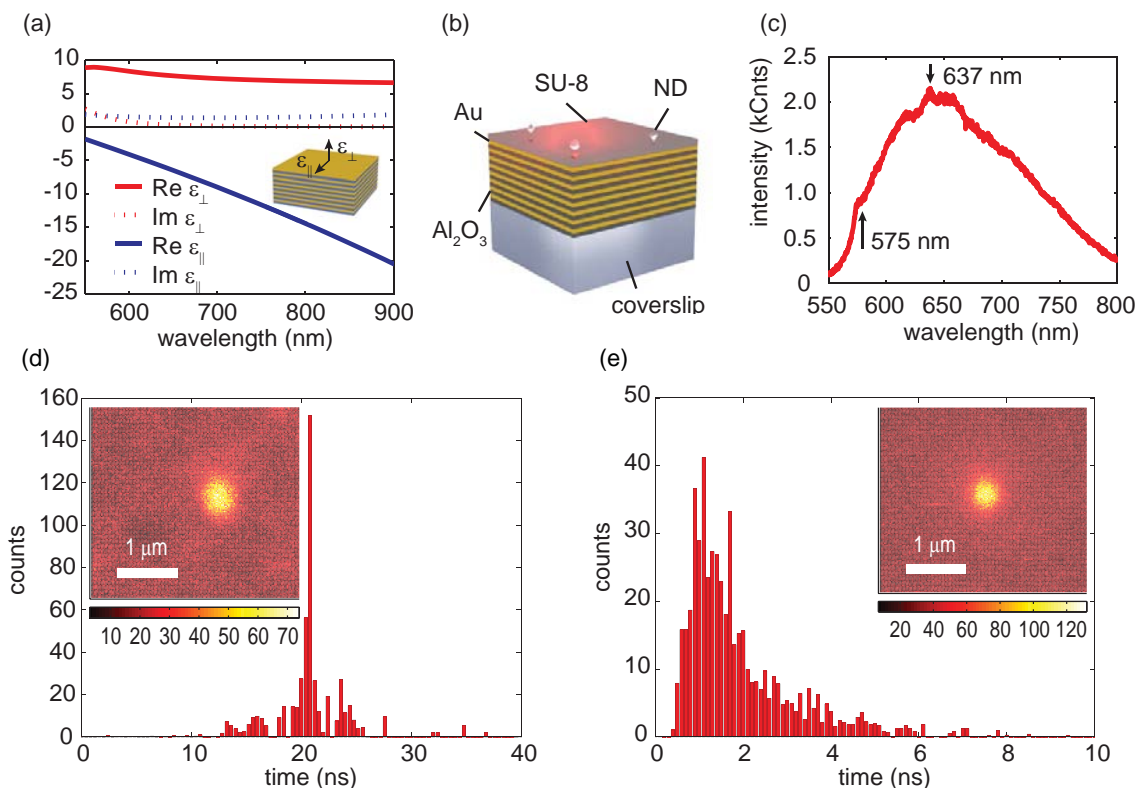 (a)
10
5
0
-5
-10
-15
-20
-25
ε⊥
ε||
Re ε⊥
Im ε⊥
Re ε||
Im ε||
600 700 800 900
wavelength (nm)
(b)
SU-8
ND
Au
Al2O3
coverslip
(c)
intensity (kCnts)
2.5
2.0
1.5
1.0
0.5
0
637 nm
575 nm
550 600 650 700 750 800
wavelength (nm)
(d)
counts
160
140
120
100
80
60
40
20
0
1 μm
10 20 30 40 50 60 70
0 10 20 30 40
time (ns)
(e)
counts
50
40
30
20
10
0
1 μm
20 40 60 80 100 120
0 2 4 6 8 10
time (ns)